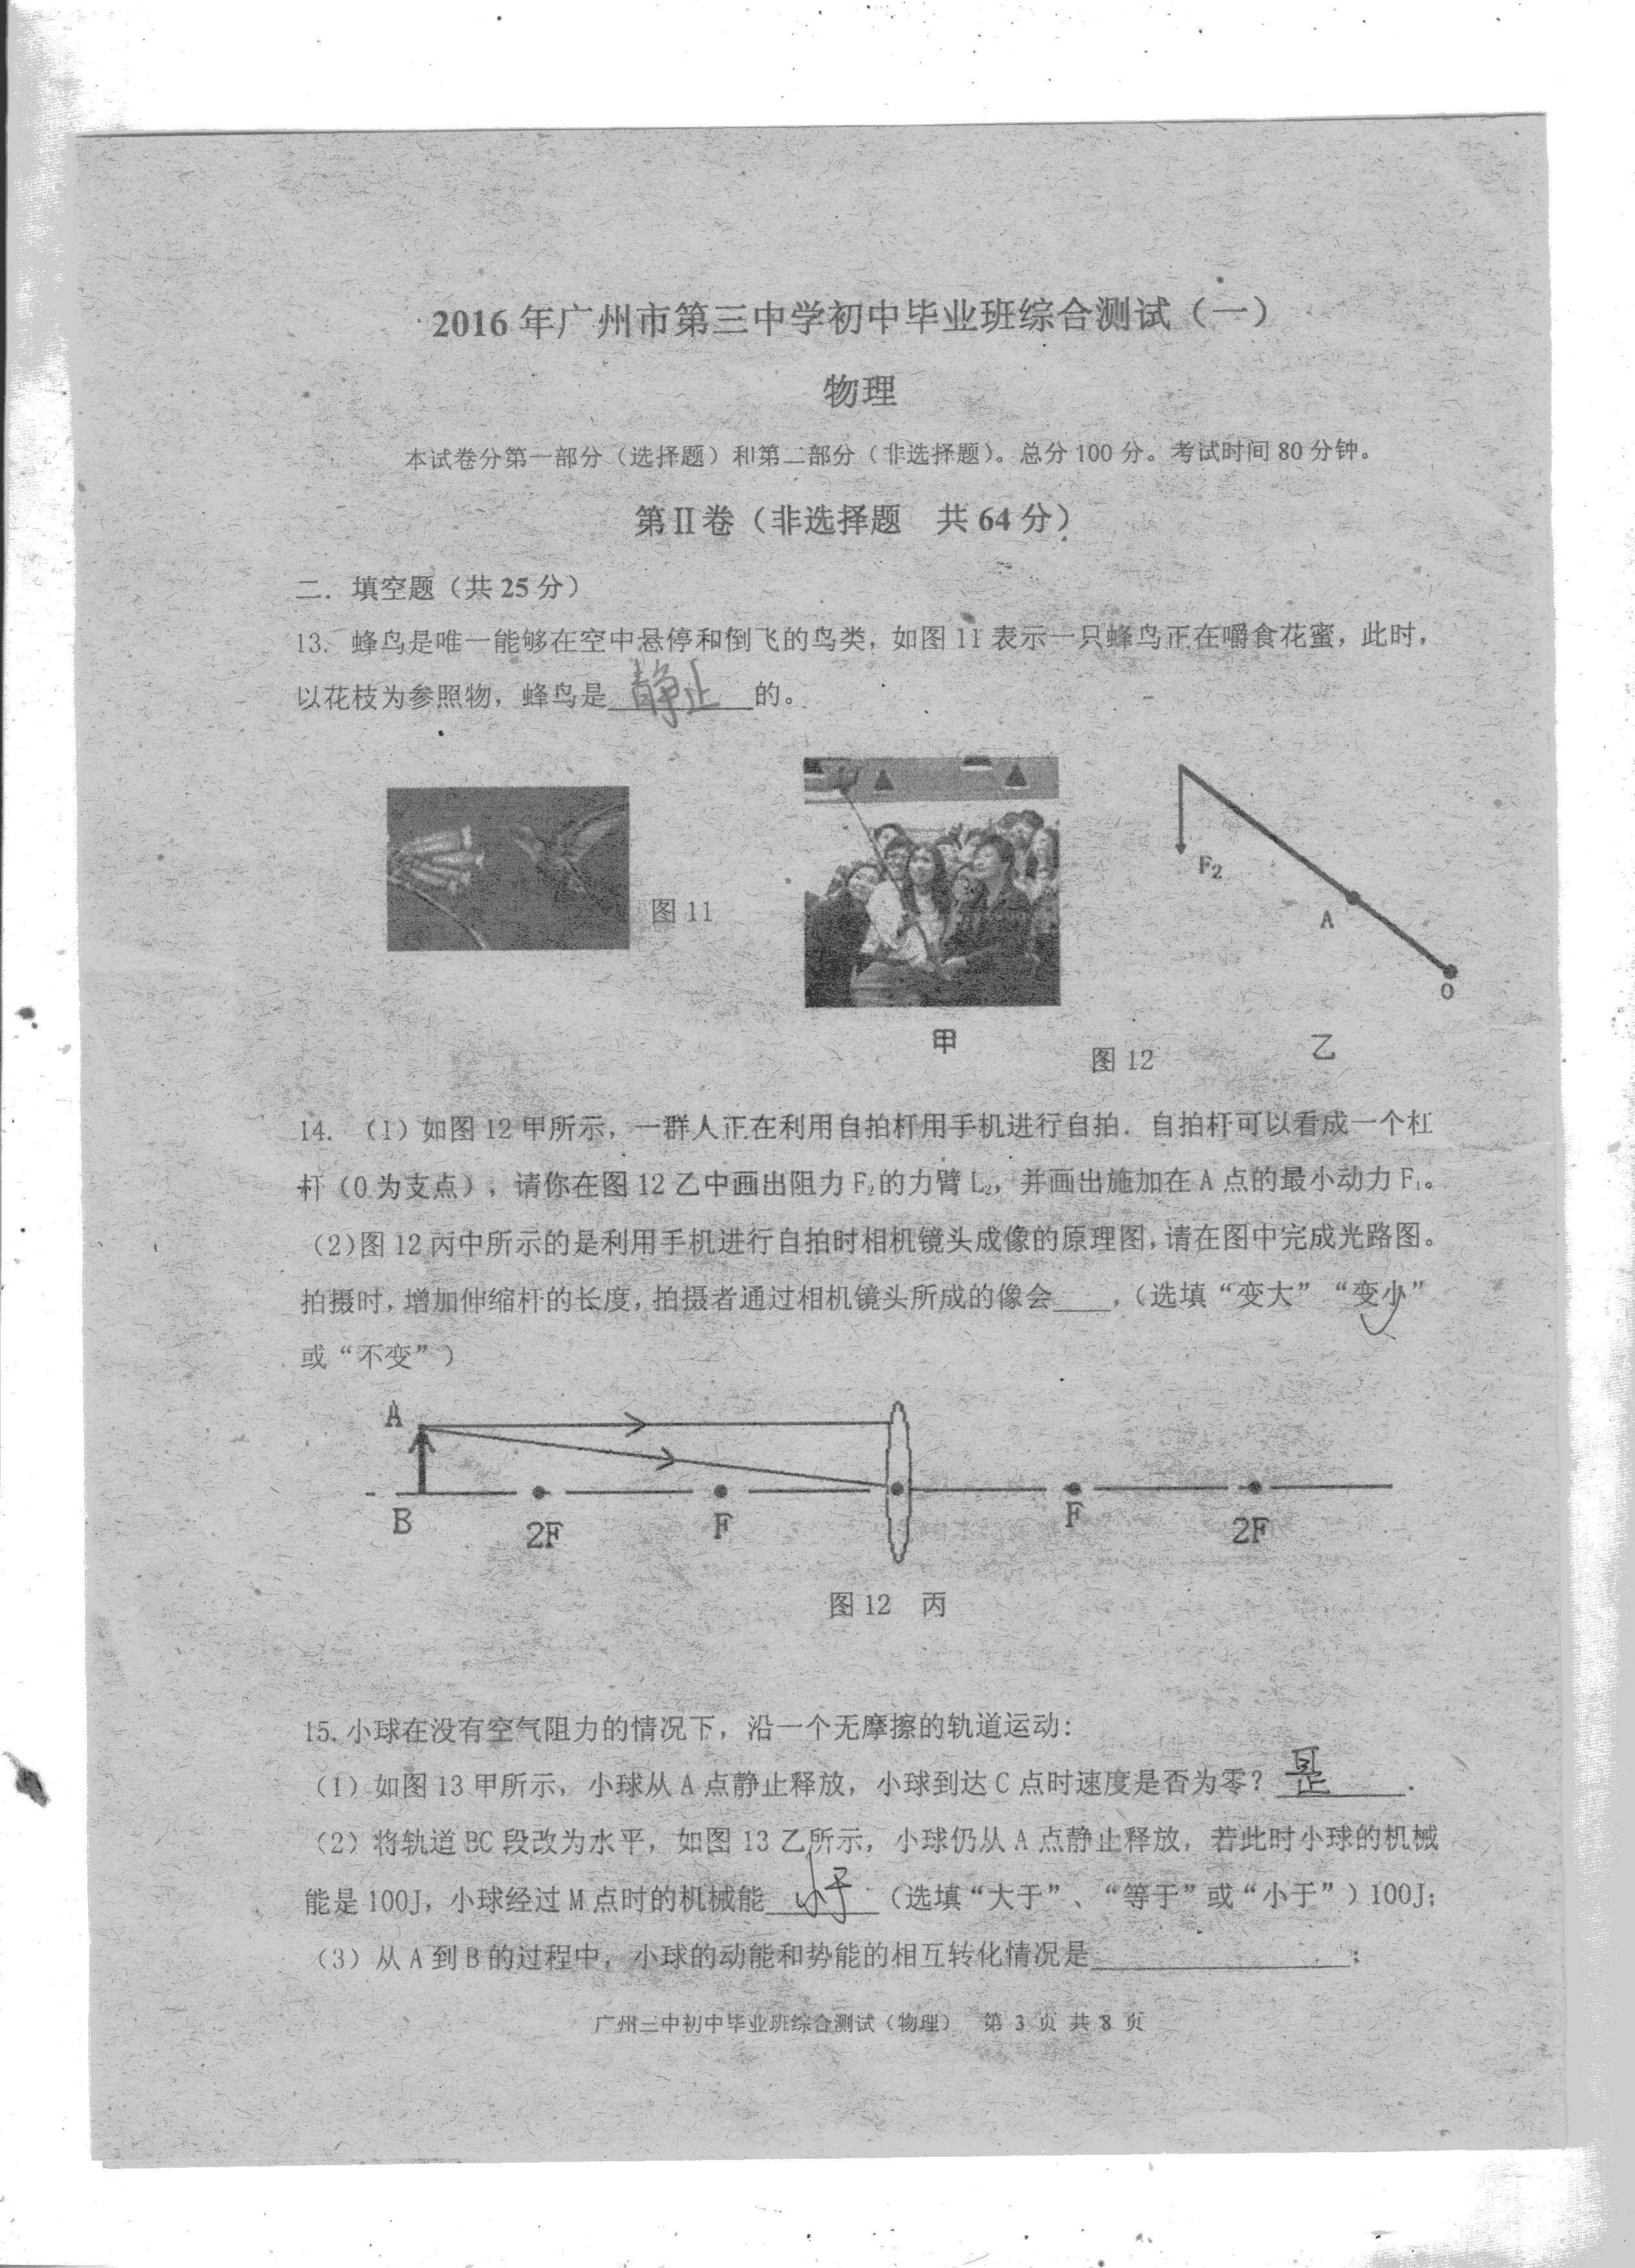 2016年广州市第三中学初中毕业班综合测试（一）
物理
本试卷分第一部分（选择题）和第二部分（非选择题）。总分100分。考试时间80分钟。
第Ⅱ卷（非选择题 共64分）
二. 填空题（共25分）
13. 蜂鸟是唯一能够在空中悬停和倒飞的鸟类，如图11表示一只蜂鸟正在嚼食花蜜，此时，
以花枝为参照物，蜂鸟是 静止 的。
图11
F₂
A
O
甲
图12
乙
14. （1）如图12甲所示，一群人正在利用自拍杆用手机进行自拍．自拍杆可以看成一个杠
杆（O为支点），请你在图12乙中画出阻力F₂的力臂L₂，并画出施加在A点的最小动力F₁。
（2）图12丙中所示的是利用手机进行自拍时相机镜头成像的原理图，请在图中完成光路图。
拍摄时，增加伸缩杆的长度，拍摄者通过相机镜头所成的像会____，（选填“变大”“变小”
或“不变”）
A
B 2F F F 2F
图12 丙
15. 小球在没有空气阻力的情况下，沿一个无摩擦的轨道运动：
（1）如图13甲所示，小球从A点静止释放，小球到达C点时速度是否为零？ 是 ．
（2）将轨道BC段改为水平，如图13乙所示，小球仍从A点静止释放，若此时小球的机械
能是100J，小球经过M点时的机械能 小于 （选填“大于”、“等于”或“小于”）100J；
（3）从A到B的过程中，小球的动能和势能的相互转化情况是__________________；
广州三中初中毕业班综合测试（物理） 第 3 页 共 8 页